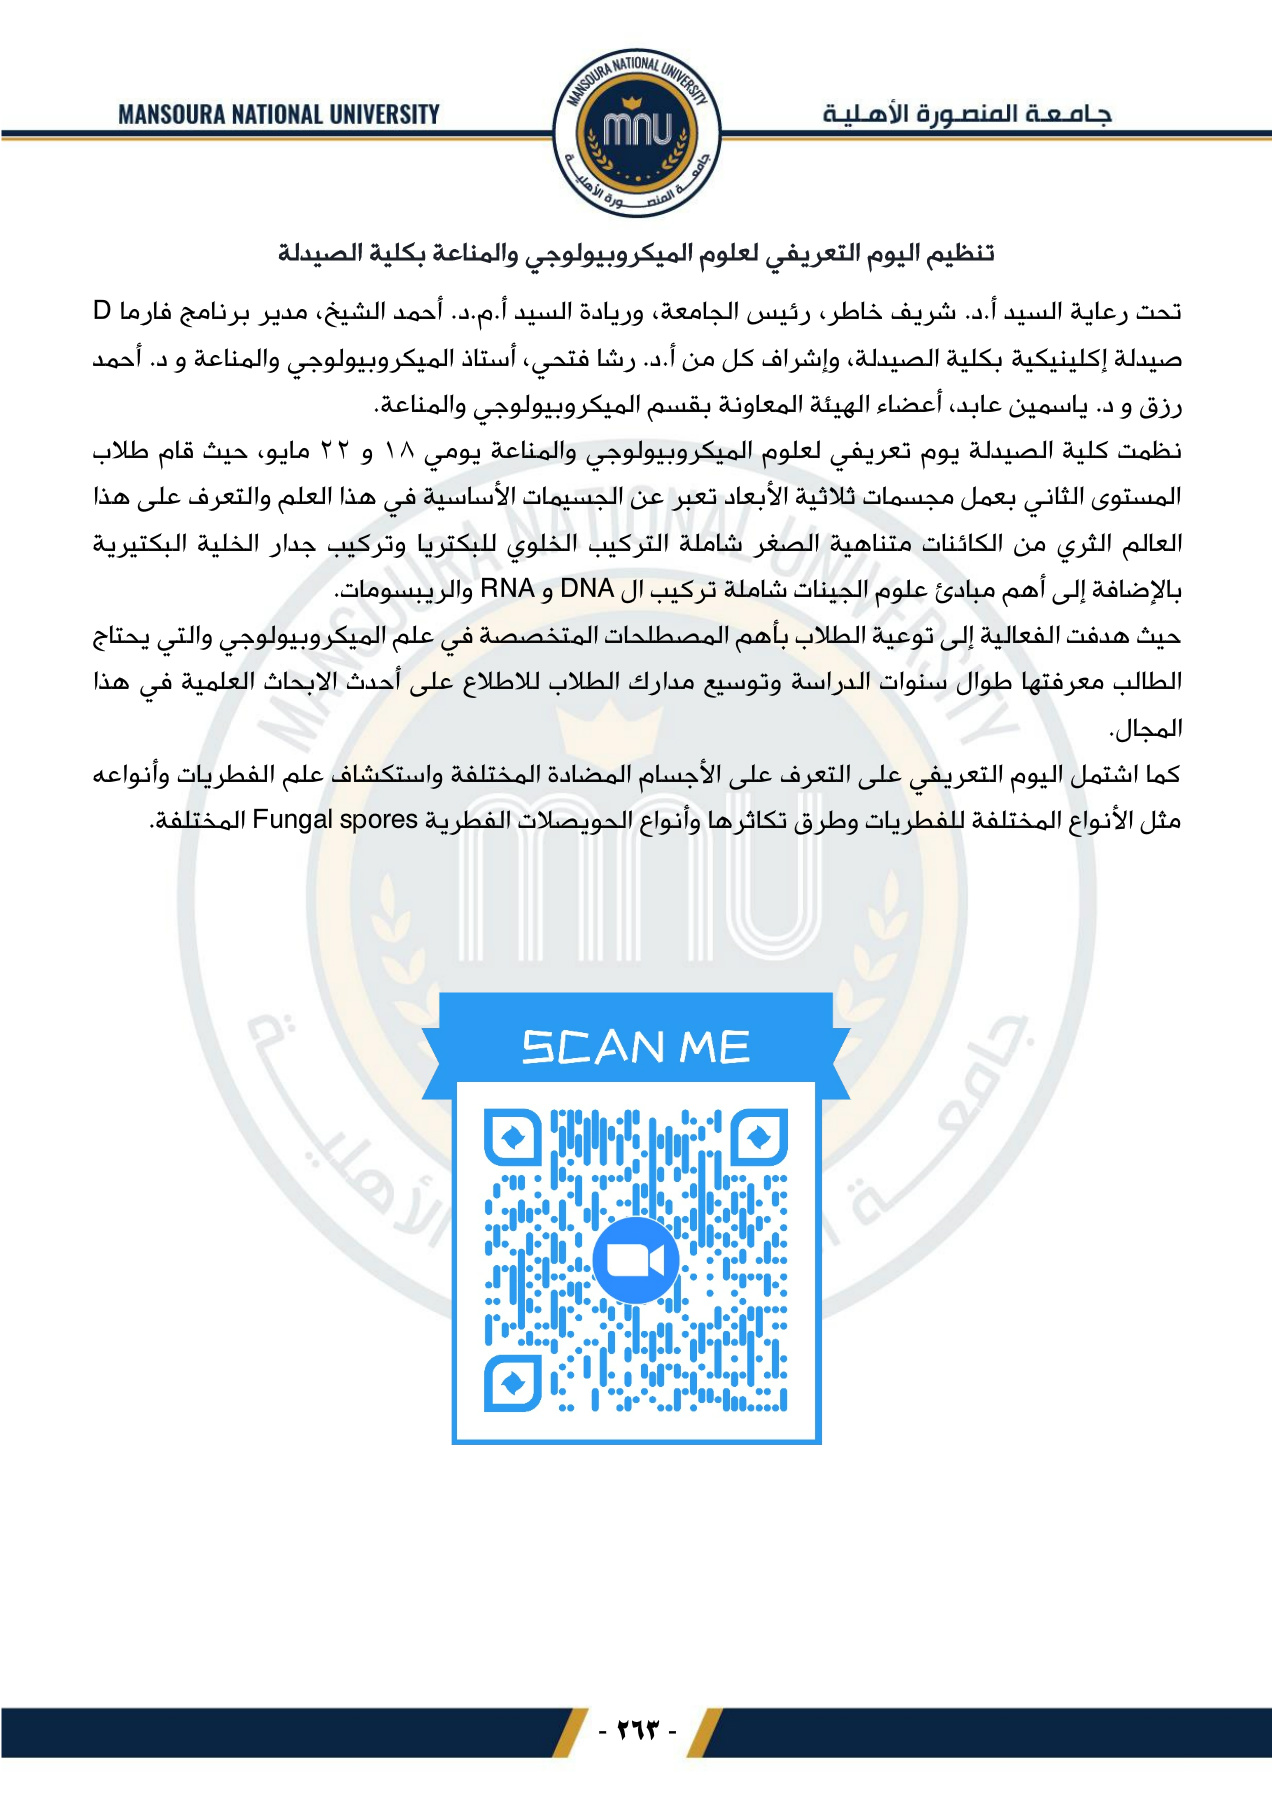 MANSOURA NATIONAL UNIVERSITY
جامعة المنصورة الأهلية
MANSOURA NATIONAL UNIVERSITY
mnu
جامعة المنصورة الأهلية
تنظيم اليوم التعريفي لعلوم الميكروبيولوجي والمناعة بكلية الصيدلة
تحت رعاية السيد أ.د. شريف خاطر، رئيس الجامعة، وريادة السيد أ.م.د. أحمد الشيخ، مدير برنامج فارما D
صيدلة إكلينيكية بكلية الصيدلة، وإشراف كل من أ.د. رشا فتحي، أستاذ الميكروبيولوجي والمناعة و د. أحمد
رزق و د. ياسمين عابد، أعضاء الهيئة المعاونة بقسم الميكروبيولوجي والمناعة.
نظمت كلية الصيدلة يوم تعريفي لعلوم الميكروبيولوجي والمناعة يومي ١٨ و ٢٢ مايو، حيث قام طلاب
المستوى الثاني بعمل مجسمات ثلاثية الأبعاد تعبر عن الجسيمات الأساسية في هذا العلم والتعرف على هذا
العالم الثري من الكائنات متناهية الصغر شاملة التركيب الخلوي للبكتريا وتركيب جدار الخلية البكتيرية
بالإضافة إلى أهم مبادئ علوم الجينات شاملة تركيب ال DNA و RNA والريبسومات.
حيث هدفت الفعالية إلى توعية الطلاب بأهم المصطلحات المتخصصة في علم الميكروبيولوجي والتي يحتاج
الطالب معرفتها طوال سنوات الدراسة وتوسيع مدارك الطلاب للاطلاع على أحدث الابحاث العلمية في هذا
المجال.
كما اشتمل اليوم التعريفي على التعرف على الأجسام المضادة المختلفة واستكشاف علم الفطريات وأنواعه
مثل الأنواع المختلفة للفطريات وطرق تكاثرها وأنواع الحويصلات الفطرية Fungal spores المختلفة.
SCAN ME
- ٢٦٣ -